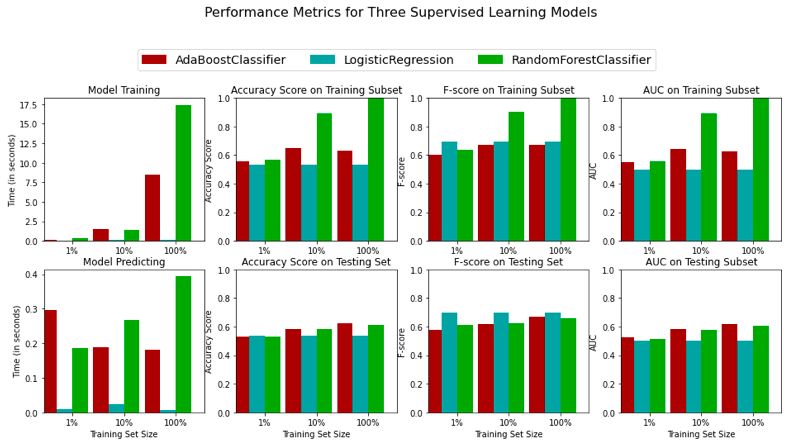 Performance Metrics for Three Supervised Learning Models
AdaBoostClassifier LogisticRegression RandomForestClassifier
Model Training
Time (in seconds)
17.5
15.0
12.5
10.0
7.5
5.0
2.5
0.0
1% 10% 100%
Accuracy Score on Training Subset
Accuracy Score
1.0
0.8
0.6
0.4
0.2
0.0
1% 10% 100%
F-score on Training Subset
F-score
1.0
0.8
0.6
0.4
0.2
0.0
1% 10% 100%
AUC on Training Subset
AUC
1.0
0.8
0.6
0.4
0.2
0.0
1% 10% 100%
Model Predicting
Time (in seconds)
0.4
0.3
0.2
0.1
0.0
1% 10% 100%
Training Set Size
Accuracy Score on Testing Set
Accuracy Score
1.0
0.8
0.6
0.4
0.2
0.0
1% 10% 100%
Training Set Size
F-score on Testing Set
F-score
1.0
0.8
0.6
0.4
0.2
0.0
1% 10% 100%
Training Set Size
AUC on Testing Subset
AUC
1.0
0.8
0.6
0.4
0.2
0.0
1% 10% 100%
Training Set Size